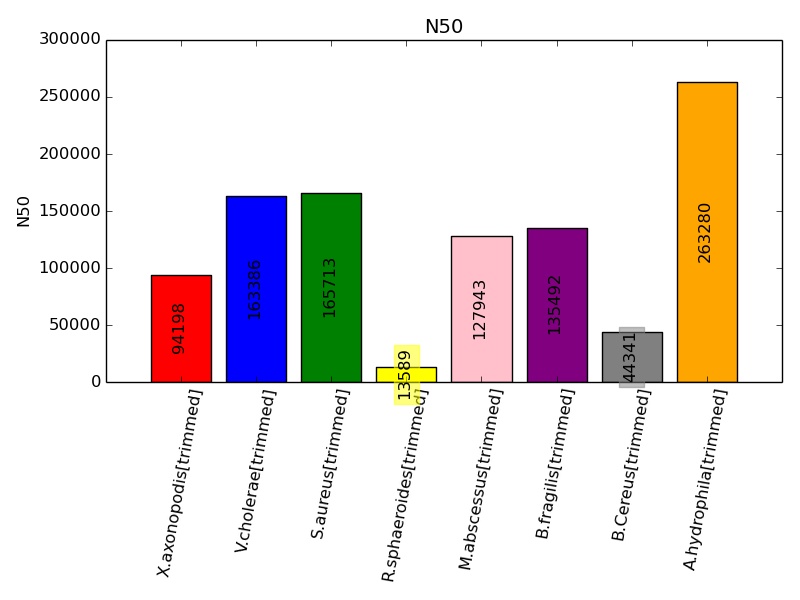 N50
300000
250000
200000
150000
100000
50000
0
N50
94198
163386
165713
13589
127943
135492
44341
263280
X.axonopodis[trimmed]
V.cholerae[trimmed]
S.aureus[trimmed]
R.sphaeroides[trimmed]
M.abscessus[trimmed]
B.fragilis[trimmed]
B.Cereus[trimmed]
A.hydrophila[trimmed]